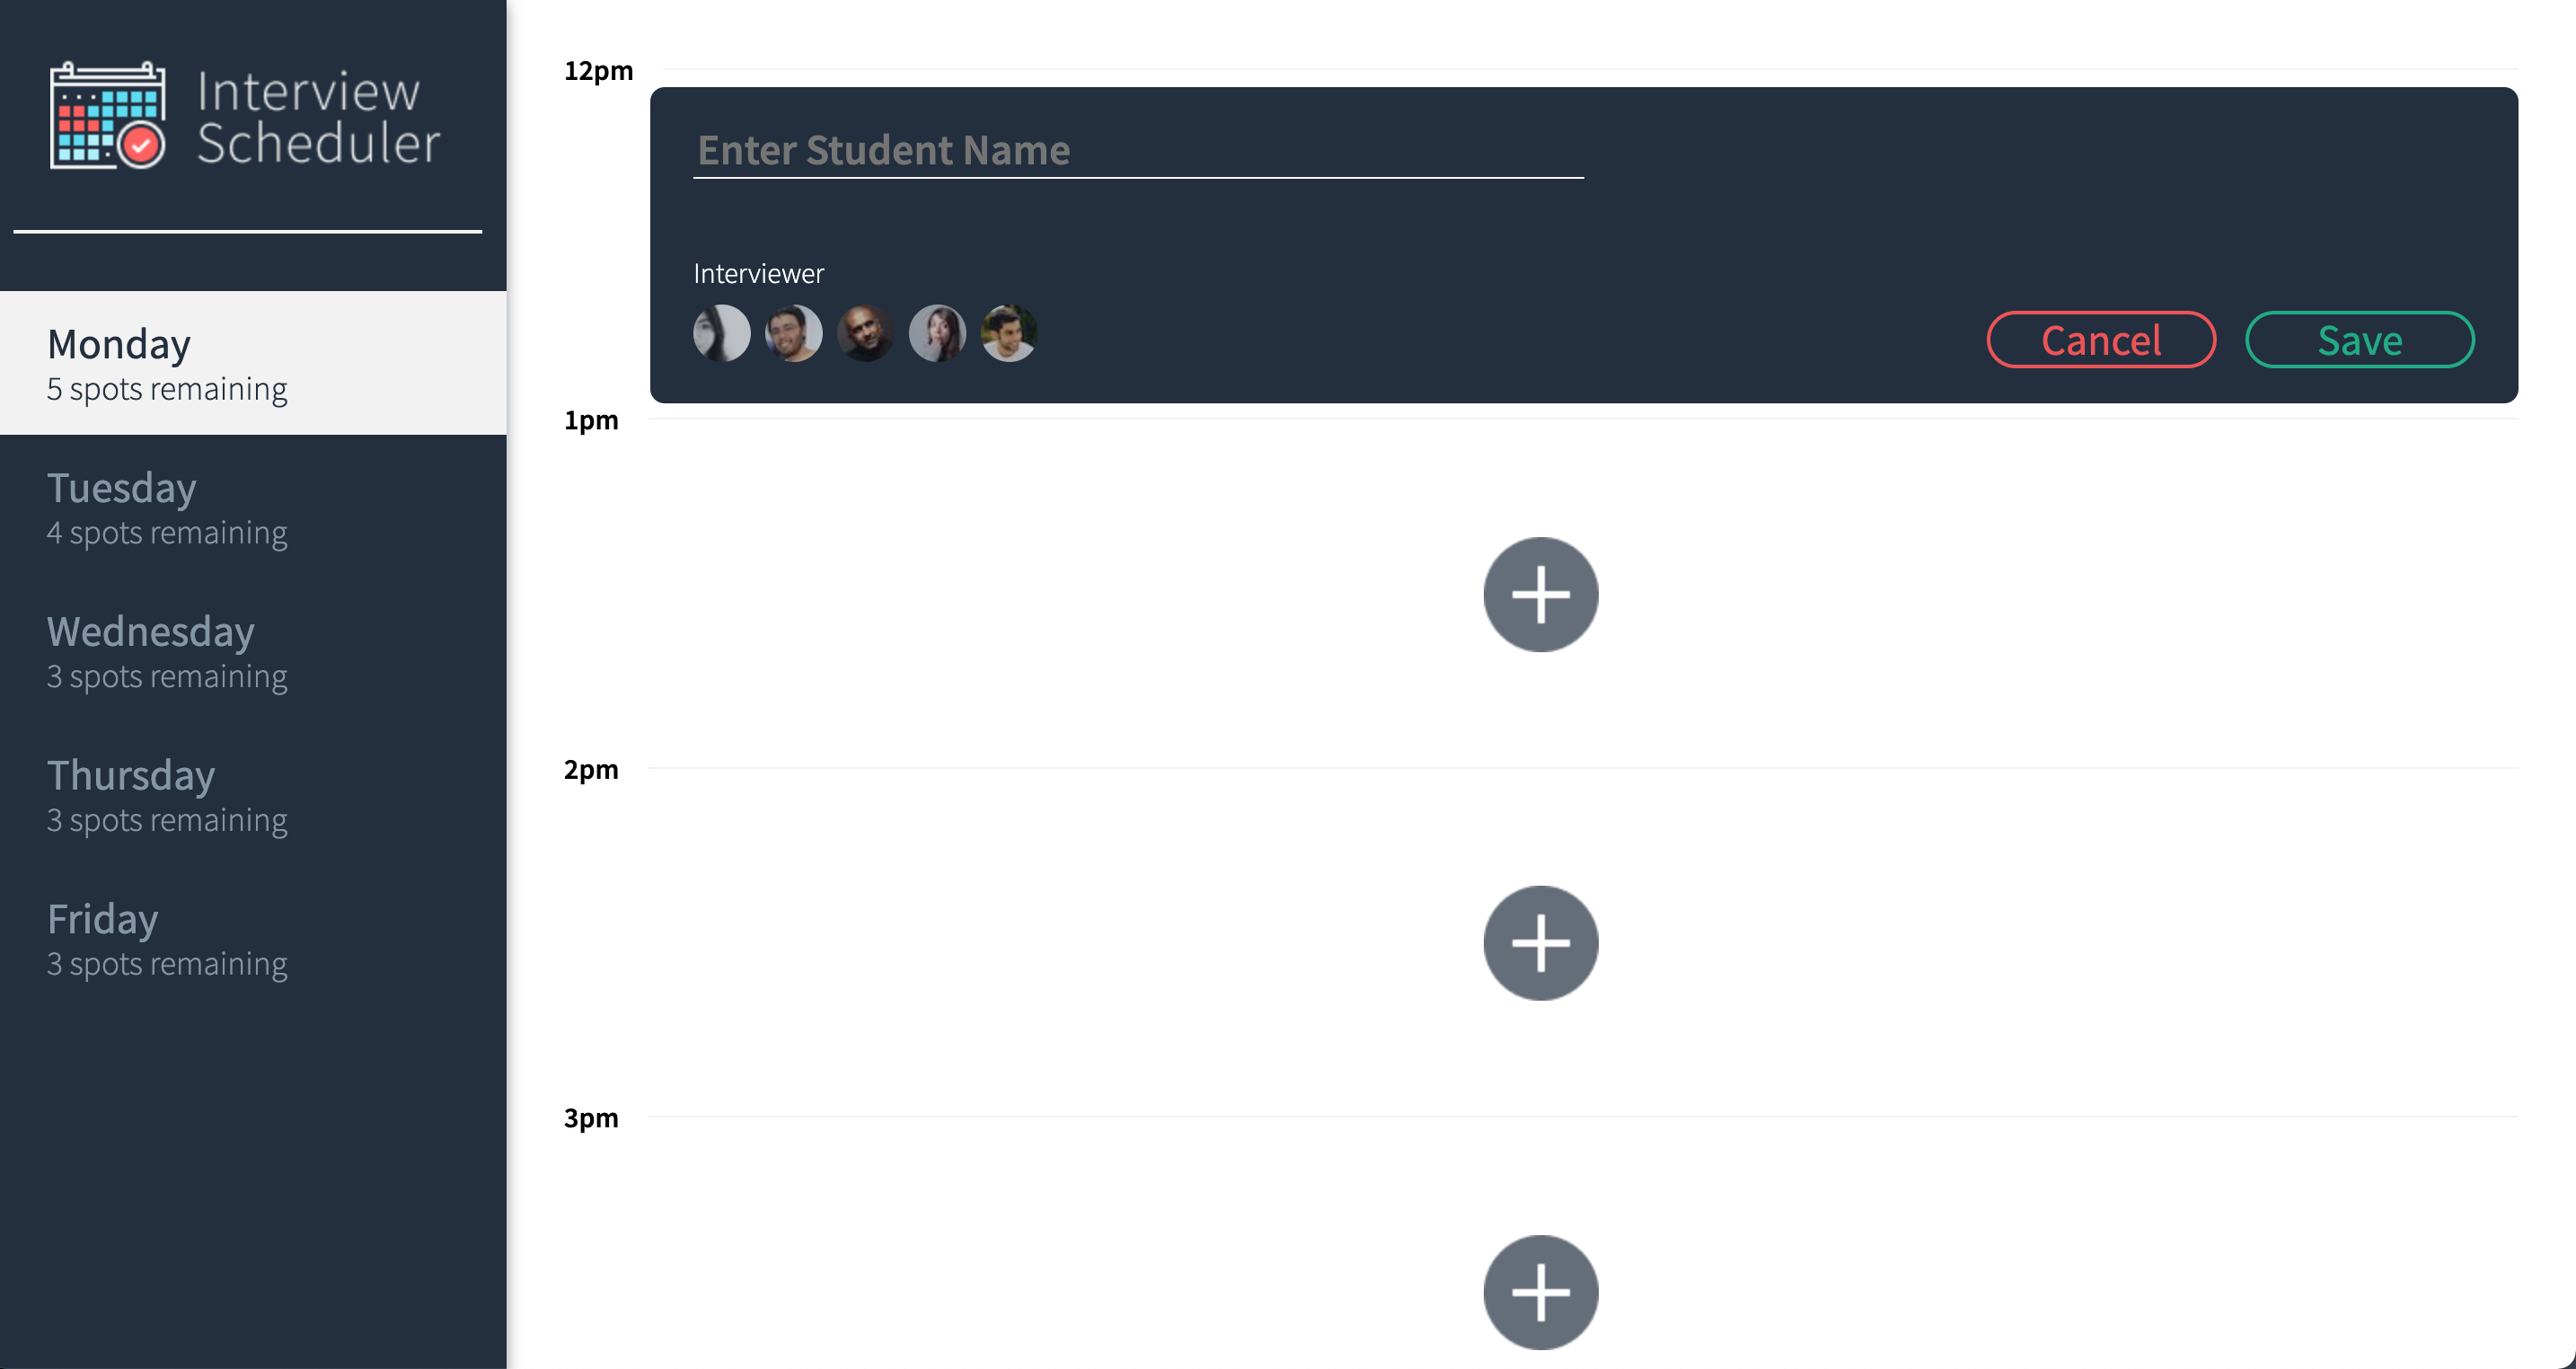 Interview
Scheduler
Monday
5 spots remaining
Tuesday
4 spots remaining
Wednesday
3 spots remaining
Thursday
3 spots remaining
Friday
3 spots remaining
12pm
Enter Student Name
Interviewer
Cancel
Save
1pm
2pm
3pm